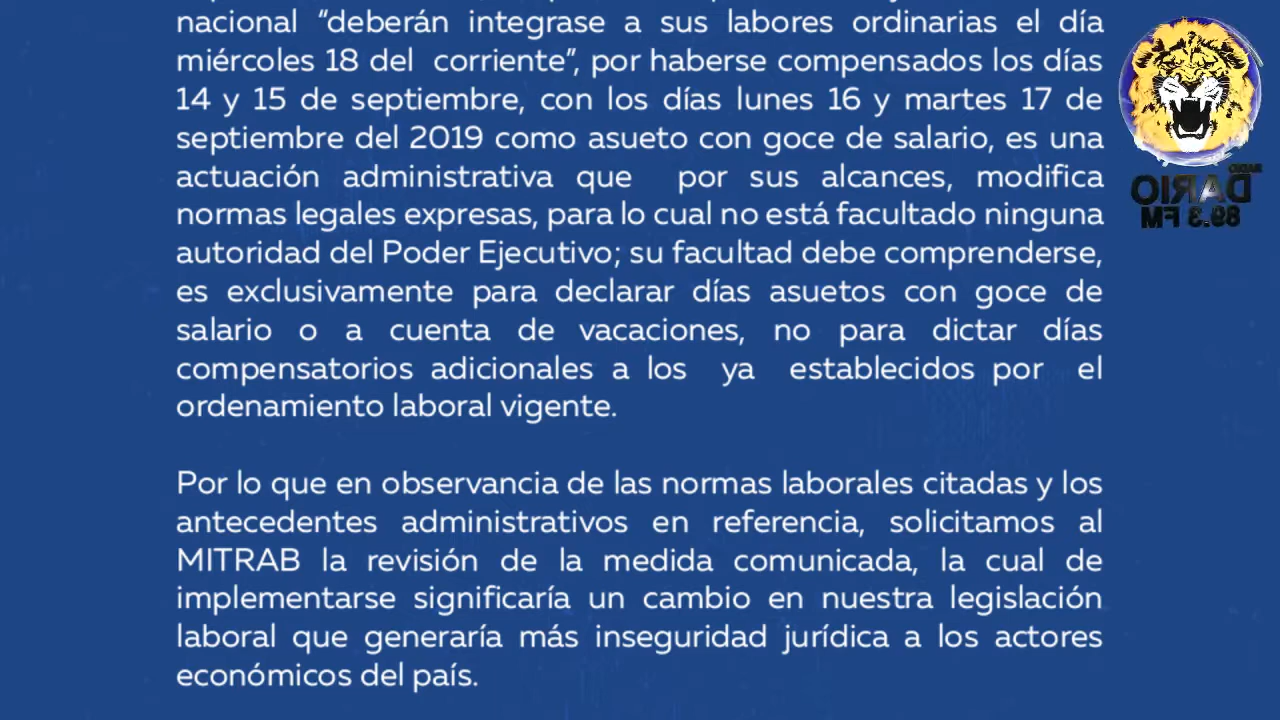 nacional “deberán integrase a sus labores ordinarias el día
miércoles 18 del corriente”, por haberse compensados los días
14 y 15 de septiembre, con los días lunes 16 y martes 17 de
septiembre del 2019 como asueto con goce de salario, es una
actuación administrativa que por sus alcances, modifica
normas legales expresas, para lo cual no está facultado ninguna
autoridad del Poder Ejecutivo; su facultad debe comprenderse,
es exclusivamente para declarar días asuetos con goce de
salario o a cuenta de vacaciones, no para dictar días
compensatorios adicionales a los ya establecidos por el
ordenamiento laboral vigente.
Por lo que en observancia de las normas laborales citadas y los
antecedentes administrativos en referencia, solicitamos al
MITRAB la revisión de la medida comunicada, la cual de
implementarse significaría un cambio en nuestra legislación
laboral que generaría más inseguridad jurídica a los actores
económicos del país.
RADIO
DARIO
89.3 FM